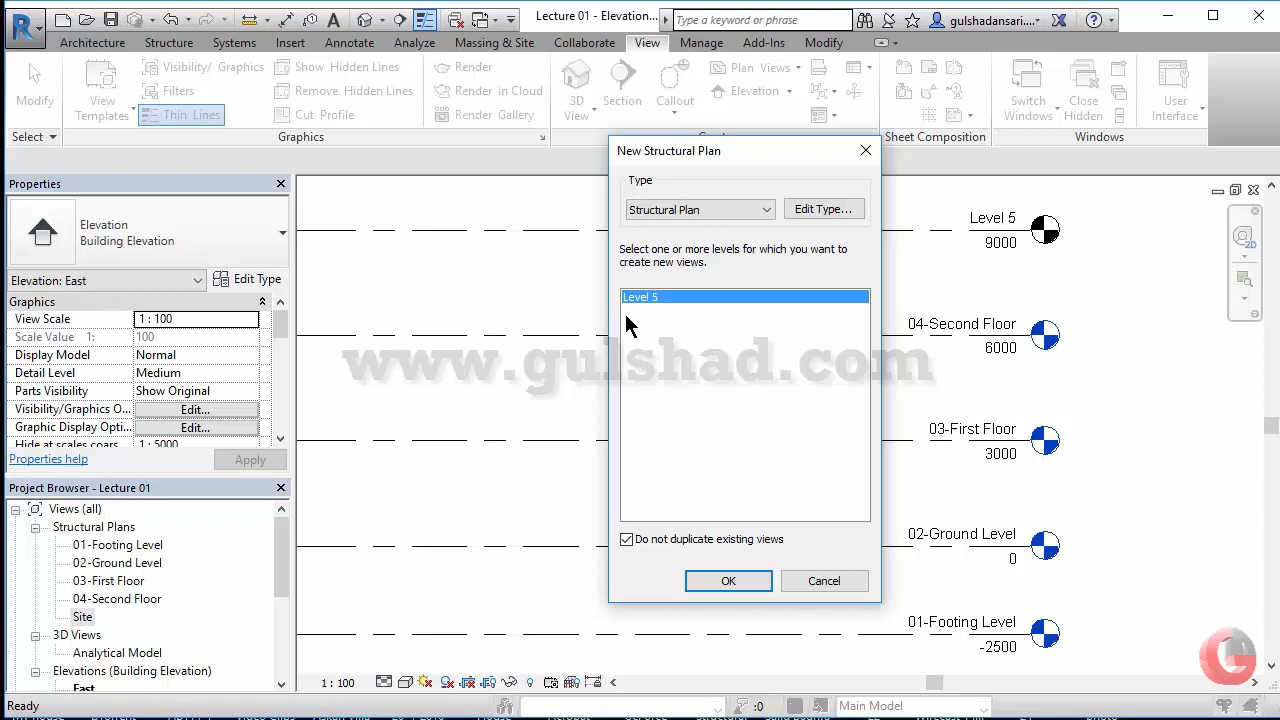 Lecture 01 - Elevation...
Type a keyword or phrase
gulshadansari....
Architecture Structure Systems Insert Annotate Analyze Massing & Site Collaborate View Manage Add-Ins Modify
Modify
View
Templates
Visibility/ Graphics
Filters
Thin Lines
Show Hidden Lines
Remove Hidden Lines
Cut Profile
Render
Render in Cloud
Render Gallery
3D
View
Section
Callout
Plan Views
Elevation
Switch
Windows
Close
Hidden
User
Interface
Select
Graphics
Sheet Composition
Windows
Properties
Elevation
Building Elevation
Elevation: East
Edit Type
Graphics
View Scale 1 : 100
Scale Value 1: 100
Display Model Normal
Detail Level Medium
Parts Visibility Show Original
Visibility/Graphics O... Edit...
Graphic Display Opti... Edit...
Hide at scales coars... 1 : 5000
Properties help
Apply
Project Browser - Lecture 01
Views (all)
Structural Plans
01-Footing Level
02-Ground Level
03-First Floor
04-Second Floor
Site
3D Views
Analytical Model
Elevations (Building Elevation)
East
New Structural Plan
Type
Structural Plan
Edit Type...
Select one or more levels for which you want to
create new views.
Level 5
Do not duplicate existing views
OK
Cancel
Level 5
9000
04-Second Floor
6000
03-First Floor
3000
02-Ground Level
0
01-Footing Level
-2500
2D
www.gulshad.com
1 : 100
Ready
:0
Main Model